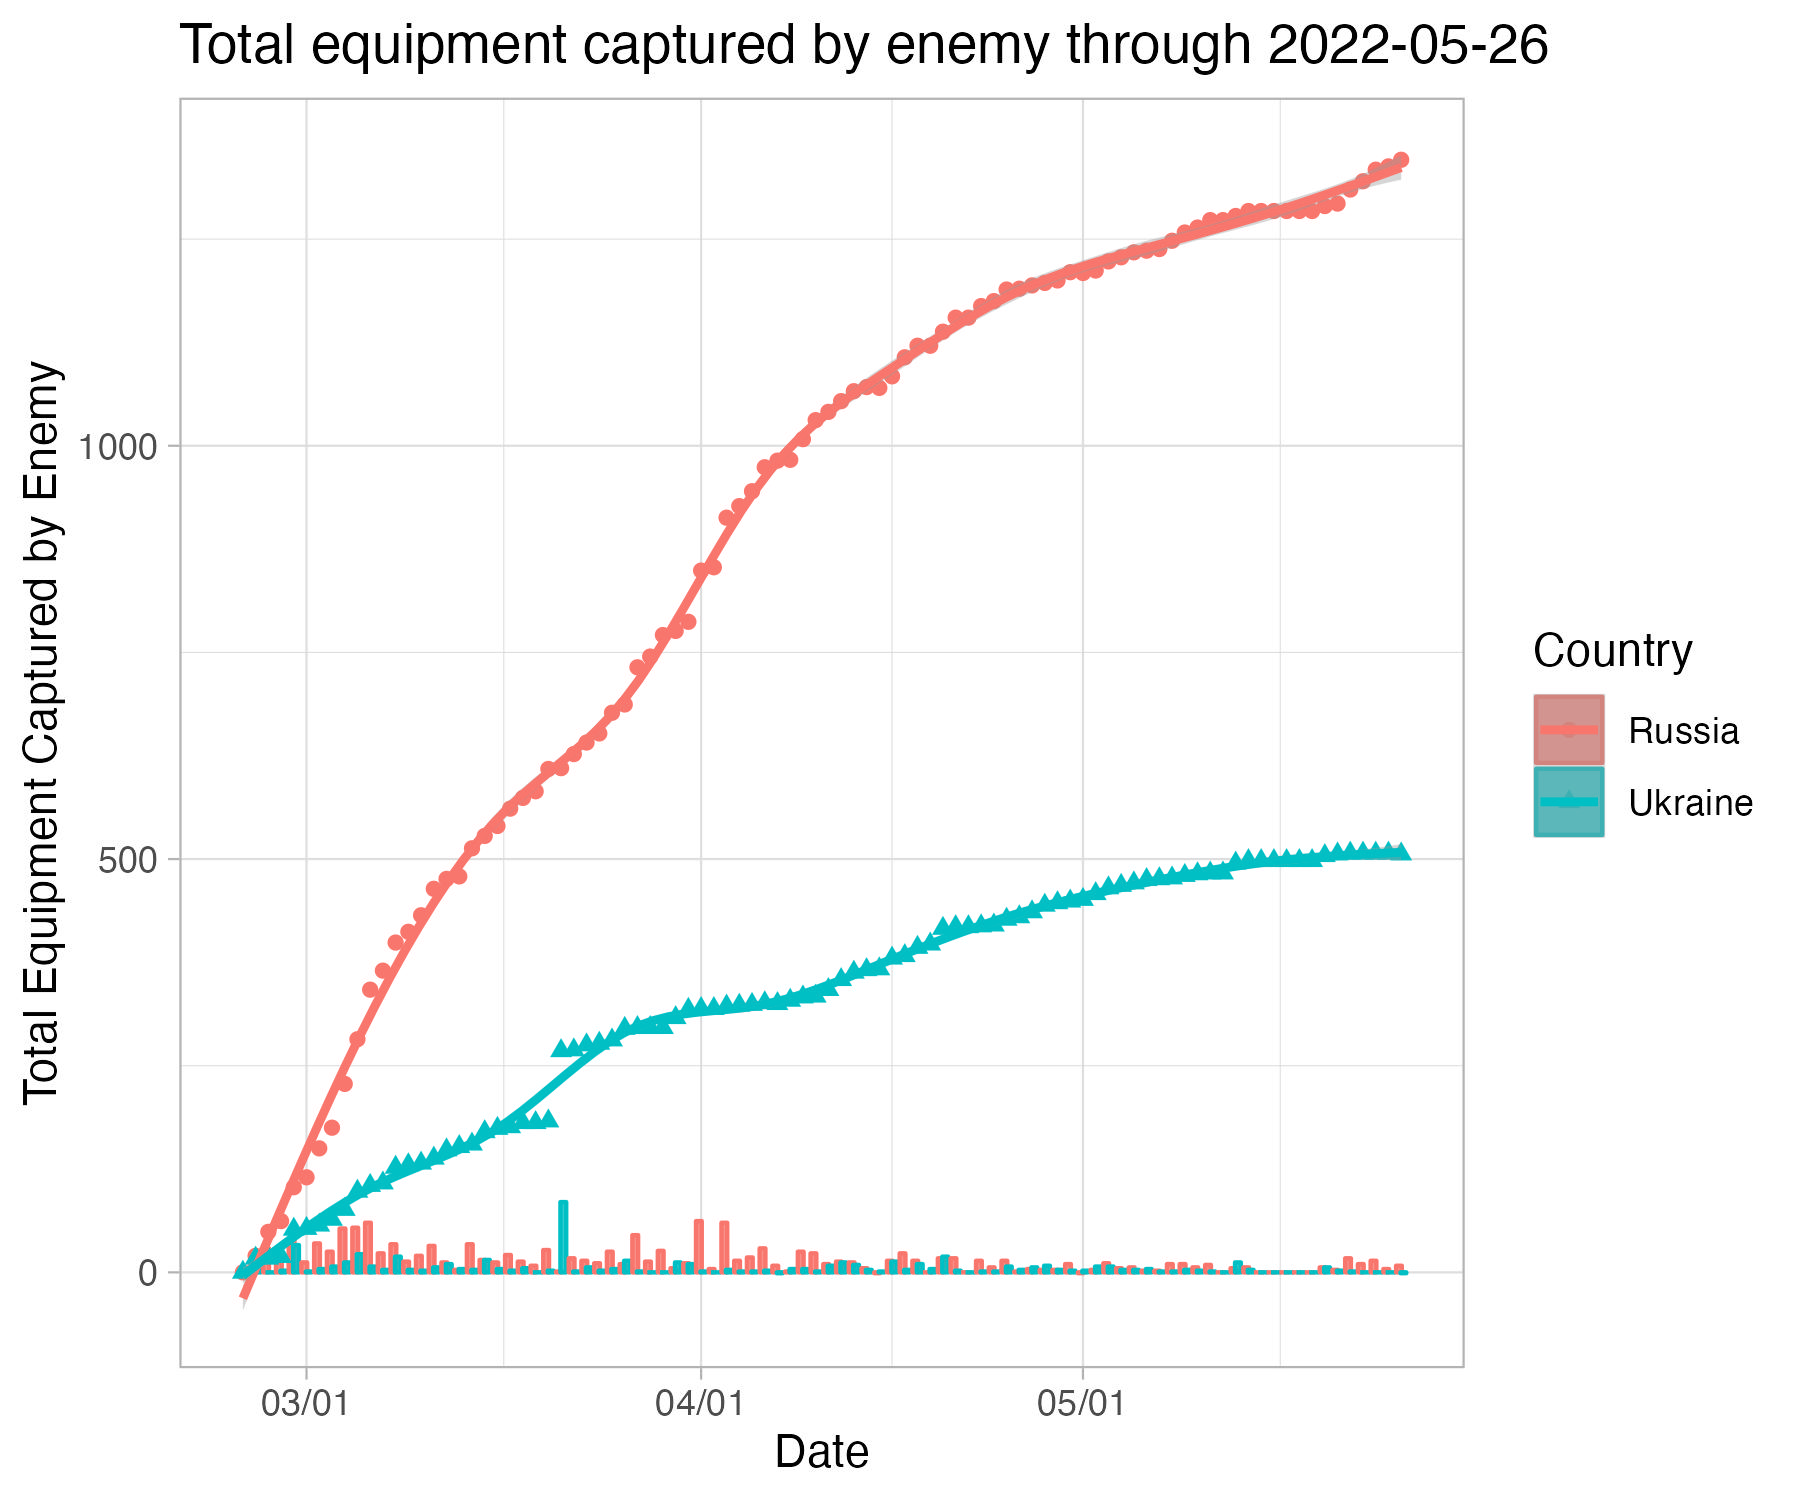 Total equipment captured by enemy through 2022-05-26
Total Equipment Captured by Enemy
1000
500
0
03/01
04/01
05/01
Date
Country
Russia
Ukraine